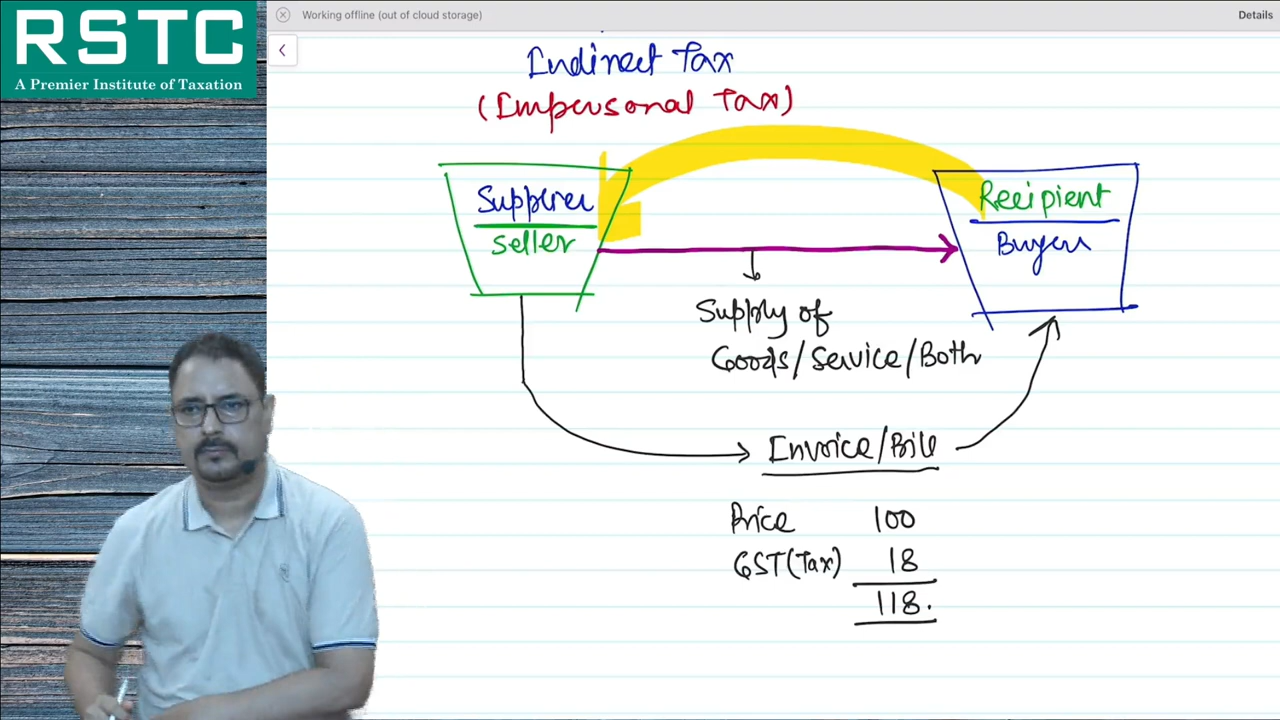 RSTC
A Premier Institute of Taxation
Working offline (out of cloud storage)
Details
Indirect Tax
(Impersonal Tax)
Supplier
Seller
Recipient
Buyer
Supply of
Goods/Service/Both
Invoice/Bill
Price 100
GST(Tax) 18
118.